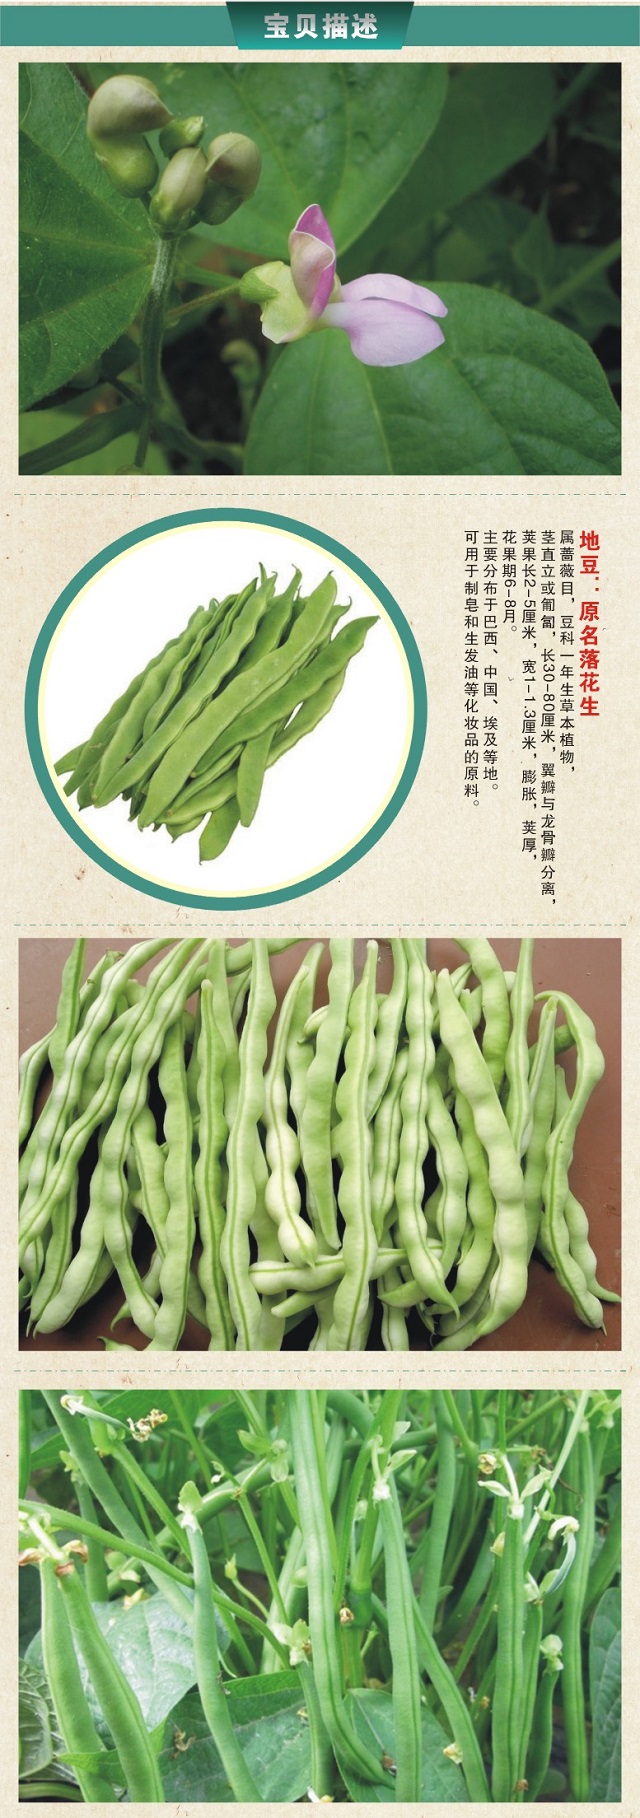 宝贝描述
地豆：原名落花生
属蔷薇目，豆科一年生草本植物，
茎直立或匍匐，长30-80厘米，翼瓣与龙骨瓣分离，
荚果长2-5厘米，宽1-1.3厘米，膨胀，荚厚，
花果期6-8月。
主要分布于巴西、中国、埃及等地。
可用于制皂和生发油等化妆品的原料。